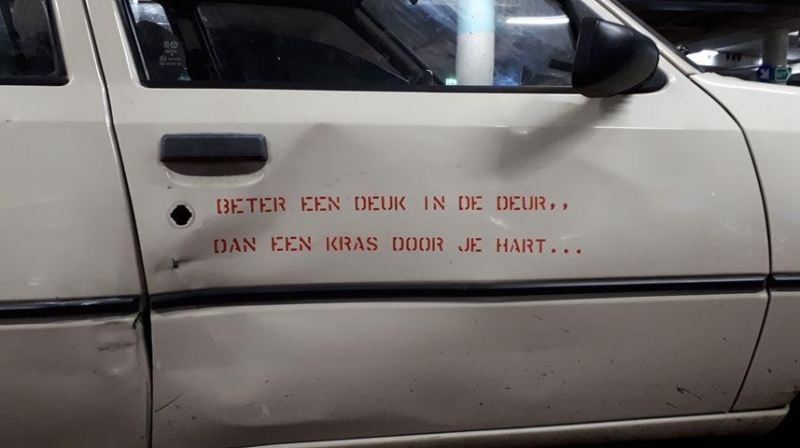 BETER EEN DEUK IN DE DEUR,,
DAN EEN KRAS DOOR JE HART...